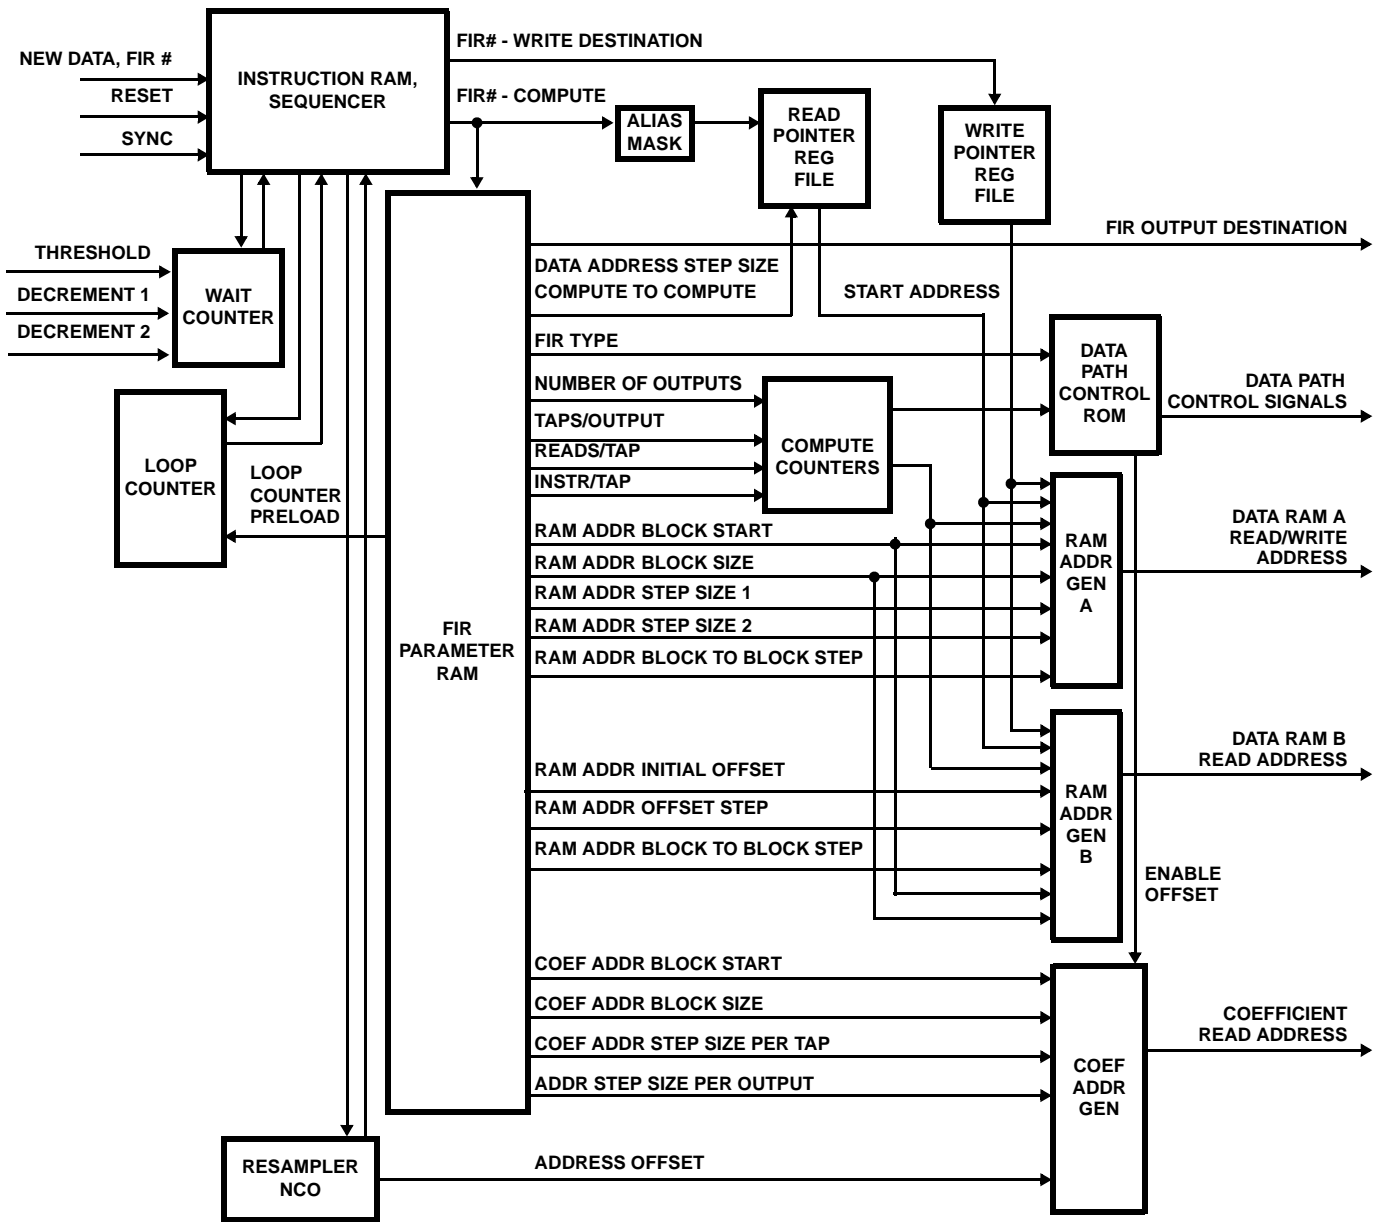 NEW DATA, FIR #
RESET
SYNC
INSTRUCTION RAM,
SEQUENCER
FIR# - WRITE DESTINATION
FIR# - COMPUTE
ALIAS
MASK
READ
POINTER
REG
FILE
WRITE
POINTER
REG
FILE
THRESHOLD
DECREMENT 1
DECREMENT 2
WAIT
COUNTER
LOOP
COUNTER
LOOP
COUNTER
PRELOAD
FIR
PARAMETER
RAM
FIR OUTPUT DESTINATION
DATA ADDRESS STEP SIZE
COMPUTE TO COMPUTE
START ADDRESS
FIR TYPE
NUMBER OF OUTPUTS
TAPS/OUTPUT
READS/TAP
INSTR/TAP
COMPUTE
COUNTERS
DATA
PATH
CONTROL
ROM
DATA PATH
CONTROL SIGNALS
RAM ADDR BLOCK START
RAM ADDR BLOCK SIZE
RAM ADDR STEP SIZE 1
RAM ADDR STEP SIZE 2
RAM ADDR BLOCK TO BLOCK STEP
RAM
ADDR
GEN
A
DATA RAM A
READ/WRITE
ADDRESS
RAM ADDR INITIAL OFFSET
RAM ADDR OFFSET STEP
RAM ADDR BLOCK TO BLOCK STEP
RAM
ADDR
GEN
B
DATA RAM B
READ ADDRESS
ENABLE
OFFSET
COEF ADDR BLOCK START
COEF ADDR BLOCK SIZE
COEF ADDR STEP SIZE PER TAP
ADDR STEP SIZE PER OUTPUT
COEF
ADDR
GEN
COEFFICIENT
READ ADDRESS
RESAMPLER
NCO
ADDRESS OFFSET